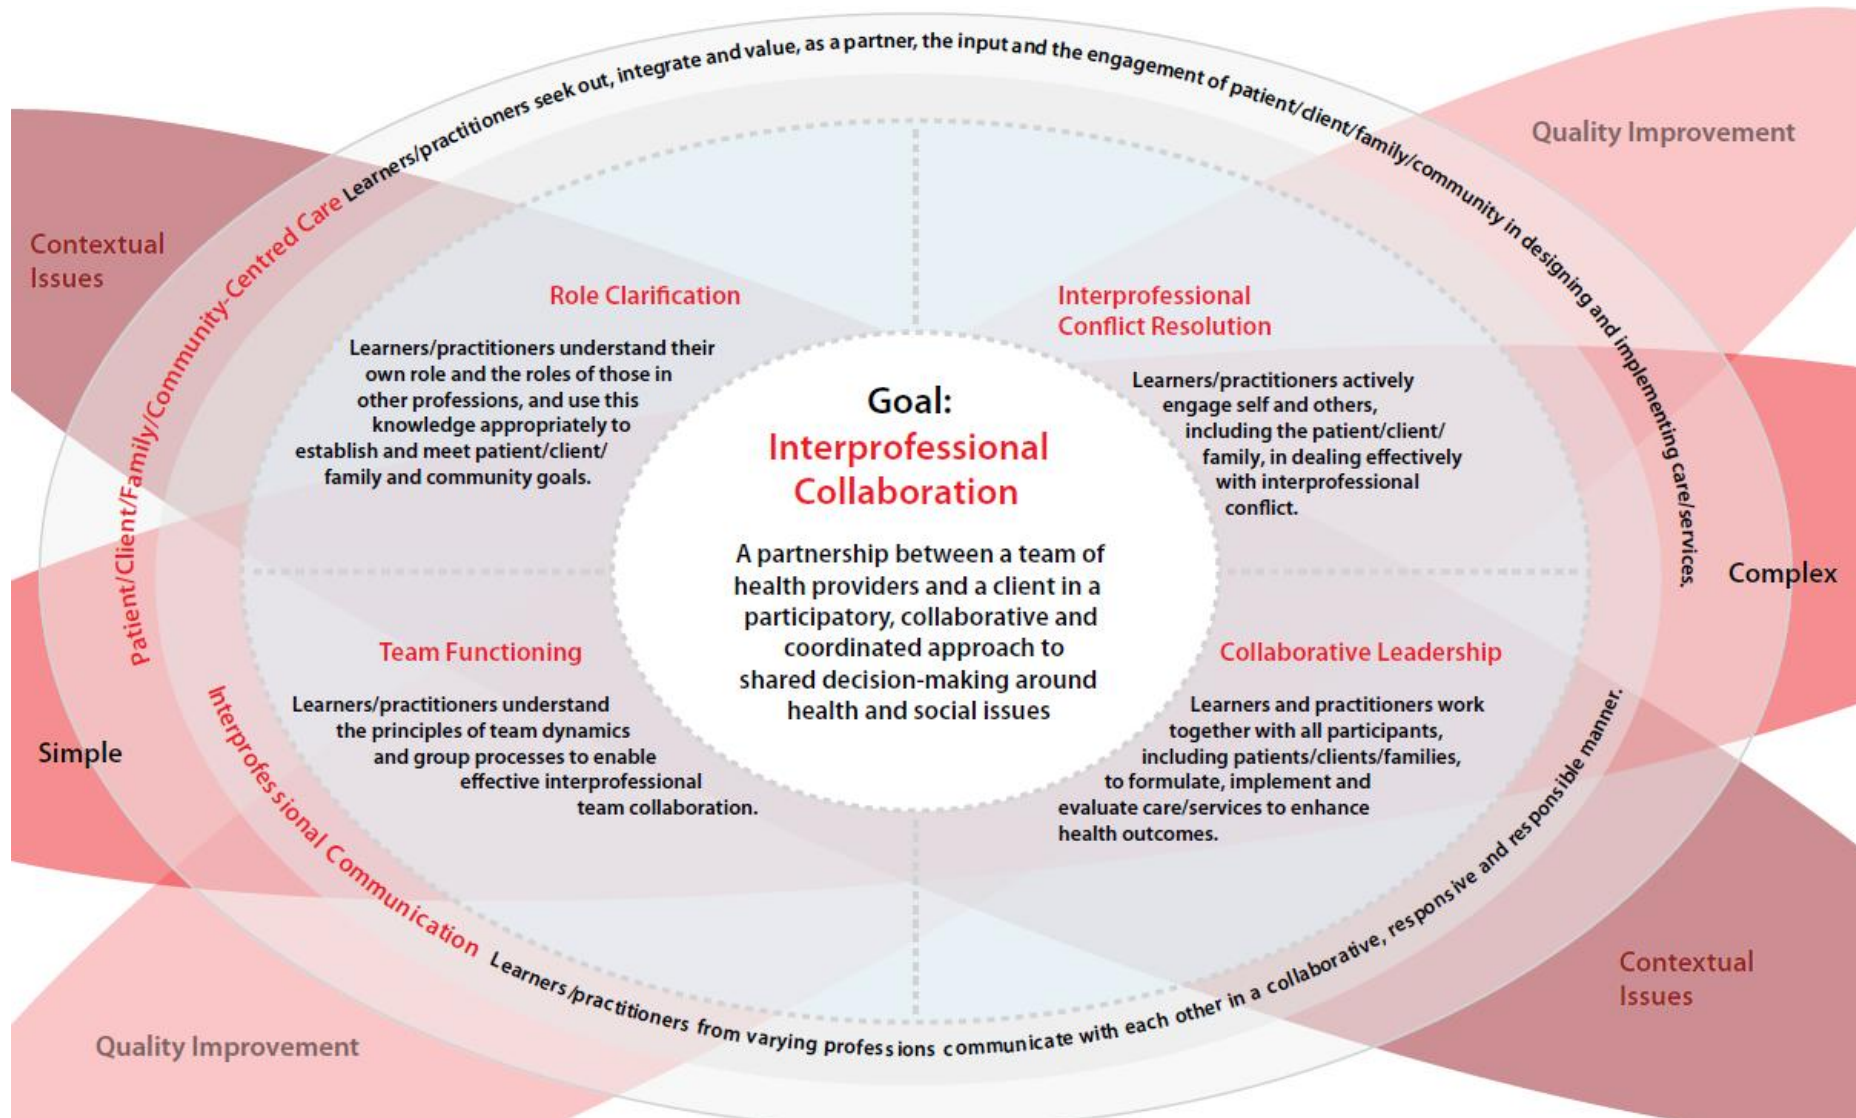 Patient/Client/Family/Community-Centred Care Learners/practitioners seek out, integrate and value, as a partner, the input and the engagement of patient/client/family/community in designing and implementing care/services.
Quality Improvement
Contextual
Issues
Role Clarification
Learners/practitioners understand their
own role and the roles of those in
other professions, and use this
knowledge appropriately to
establish and meet patient/client/
family and community goals.
Interprofessional
Conflict Resolution
Learners/practitioners actively
engage self and others,
including the patient/client/
family, in dealing effectively
with interprofessional
conflict.
Goal:
Interprofessional
Collaboration
A partnership between a team of
health providers and a client in a
participatory, collaborative and
coordinated approach to
shared decision-making around
health and social issues
Complex
Simple
Team Functioning
Learners/practitioners understand
the principles of team dynamics
and group processes to enable
effective interprofessional
team collaboration.
Collaborative Leadership
Learners and practitioners work
together with all participants,
including patients/clients/families,
to formulate, implement and
evaluate care/services to enhance
health outcomes.
Interprofessional Communication Learners/practitioners from varying professions communicate with each other in a collaborative, responsive and responsible manner.
Contextual
Issues
Quality Improvement